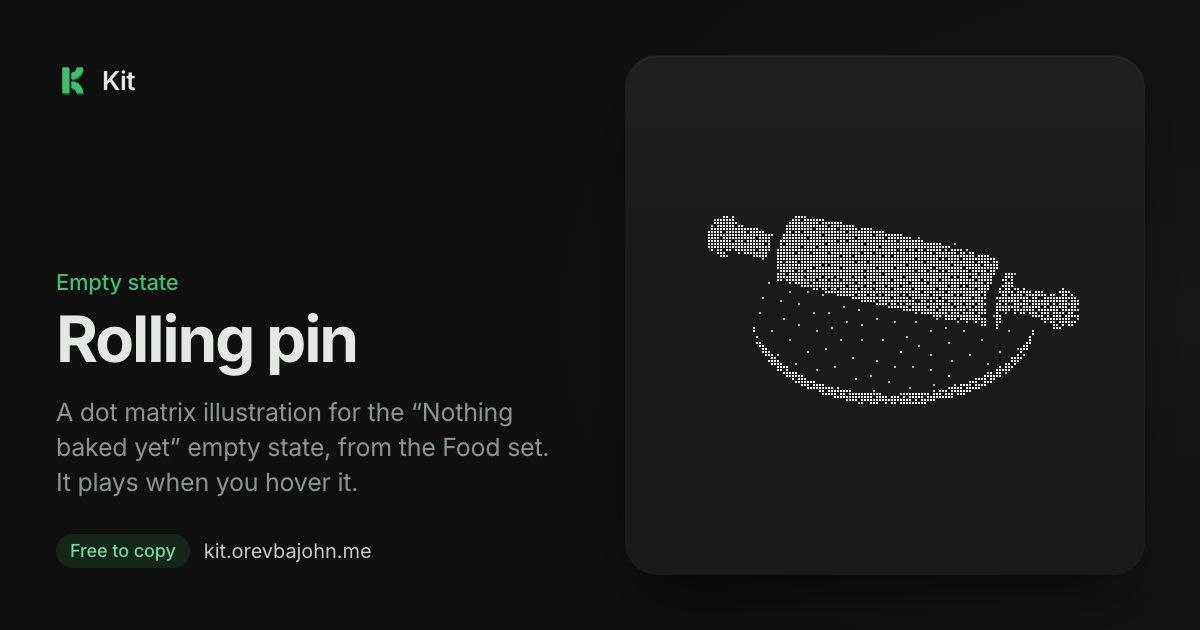 Kit
Empty state
Rolling pin
A dot matrix illustration for the “Nothing
baked yet” empty state, from the Food set.
It plays when you hover it.
Free to copy
kit.orevbajohn.me